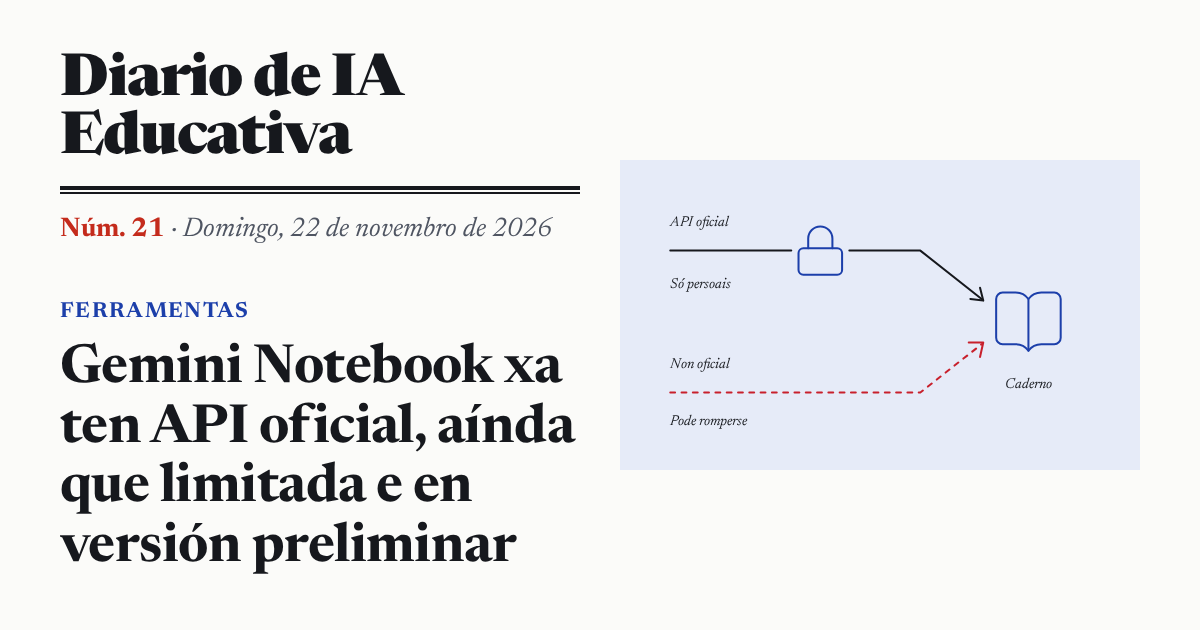 Diario de IA
Educativa
Núm. 21 · Domingo, 22 de novembro de 2026
FERRAMENTAS
Gemini Notebook xa
ten API oficial, aínda
que limitada e en
versión preliminar
API oficial
Só persoais
Non oficial
Pode romperse
Caderno